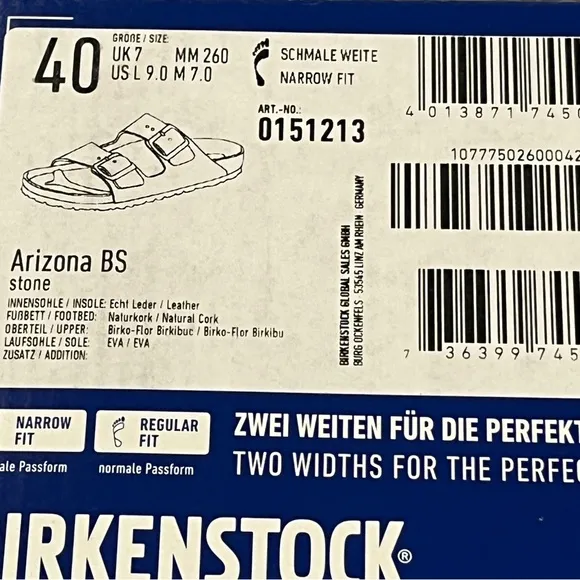 40
GRÖẞE / SIZE:
UK 7 MM 260
US L 9.0 M 7.0
SCHMALE WEITE
NARROW FIT
ART.-NO.:
0151213
4 013871 7450
10777502600042
Arizona BS
stone
INNENSOHLE / INSOLE: Echt Leder / Leather
FUẞBETT / FOOTBED: Naturkork / Natural Cork
OBERTEIL / UPPER: Birko-Flor Birkibuc / Birko-Flor Birkibu
LAUFSOHLE / SOLE: EVA / EVA
ZUSATZ / ADDITION:
BIRKENSTOCK GLOBAL SALES GMBH
BURG OCKENFELS · 53545 LINZ AM RHEIN GERMANY
7 36399 745
NARROW
FIT
ale Passform
REGULAR
FIT
normale Passform
ZWEI WEITEN FÜR DIE PERFEKT
TWO WIDTHS FOR THE PERFEC
IRKENSTOCK®